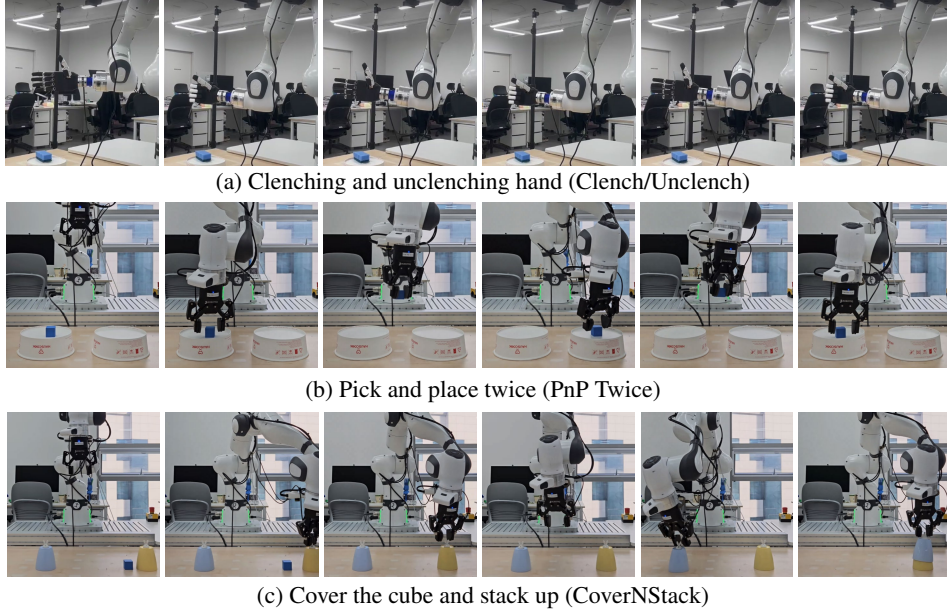 (a) Clenching and unclenching hand (Clench/Unclench)
(b) Pick and place twice (PnP Twice)
(c) Cover the cube and stack up (CoverNStack)